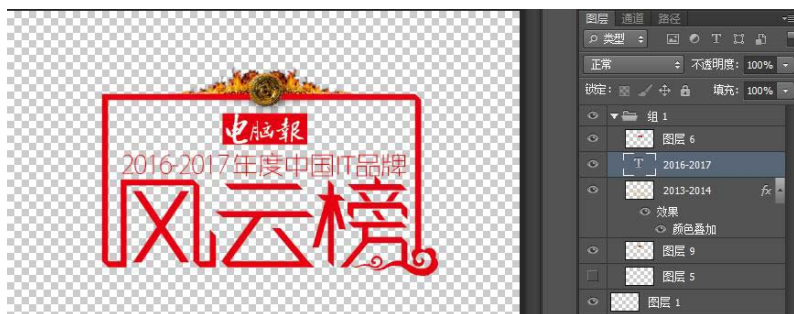 电脑報
2016-2017年度中国IT品牌
风云榜
图层 通道 路径
类型
正常 不透明度: 100%
锁定: 填充: 100%
组 1
图层 6
T 2016-2017
2013-2014 fx
效果
颜色叠加
图层 9
图层 5
图层 1